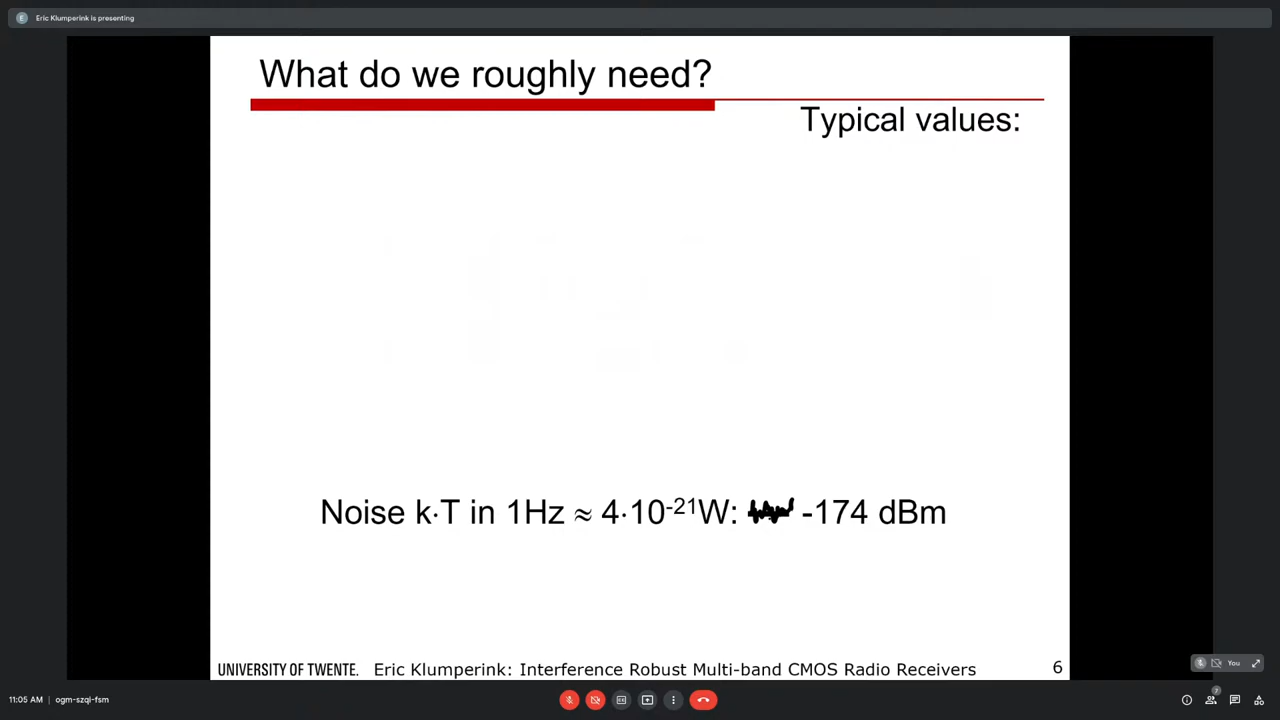 E Eric Klumperink is presenting
What do we roughly need?
Typical values:
Noise k·T in 1Hz ≈ 4·10⁻²¹W: -174 dBm
UNIVERSITY OF TWENTE. Eric Klumperink: Interference Robust Multi-band CMOS Radio Receivers 6
You
11:05 AM | ogm-szql-fsm
7